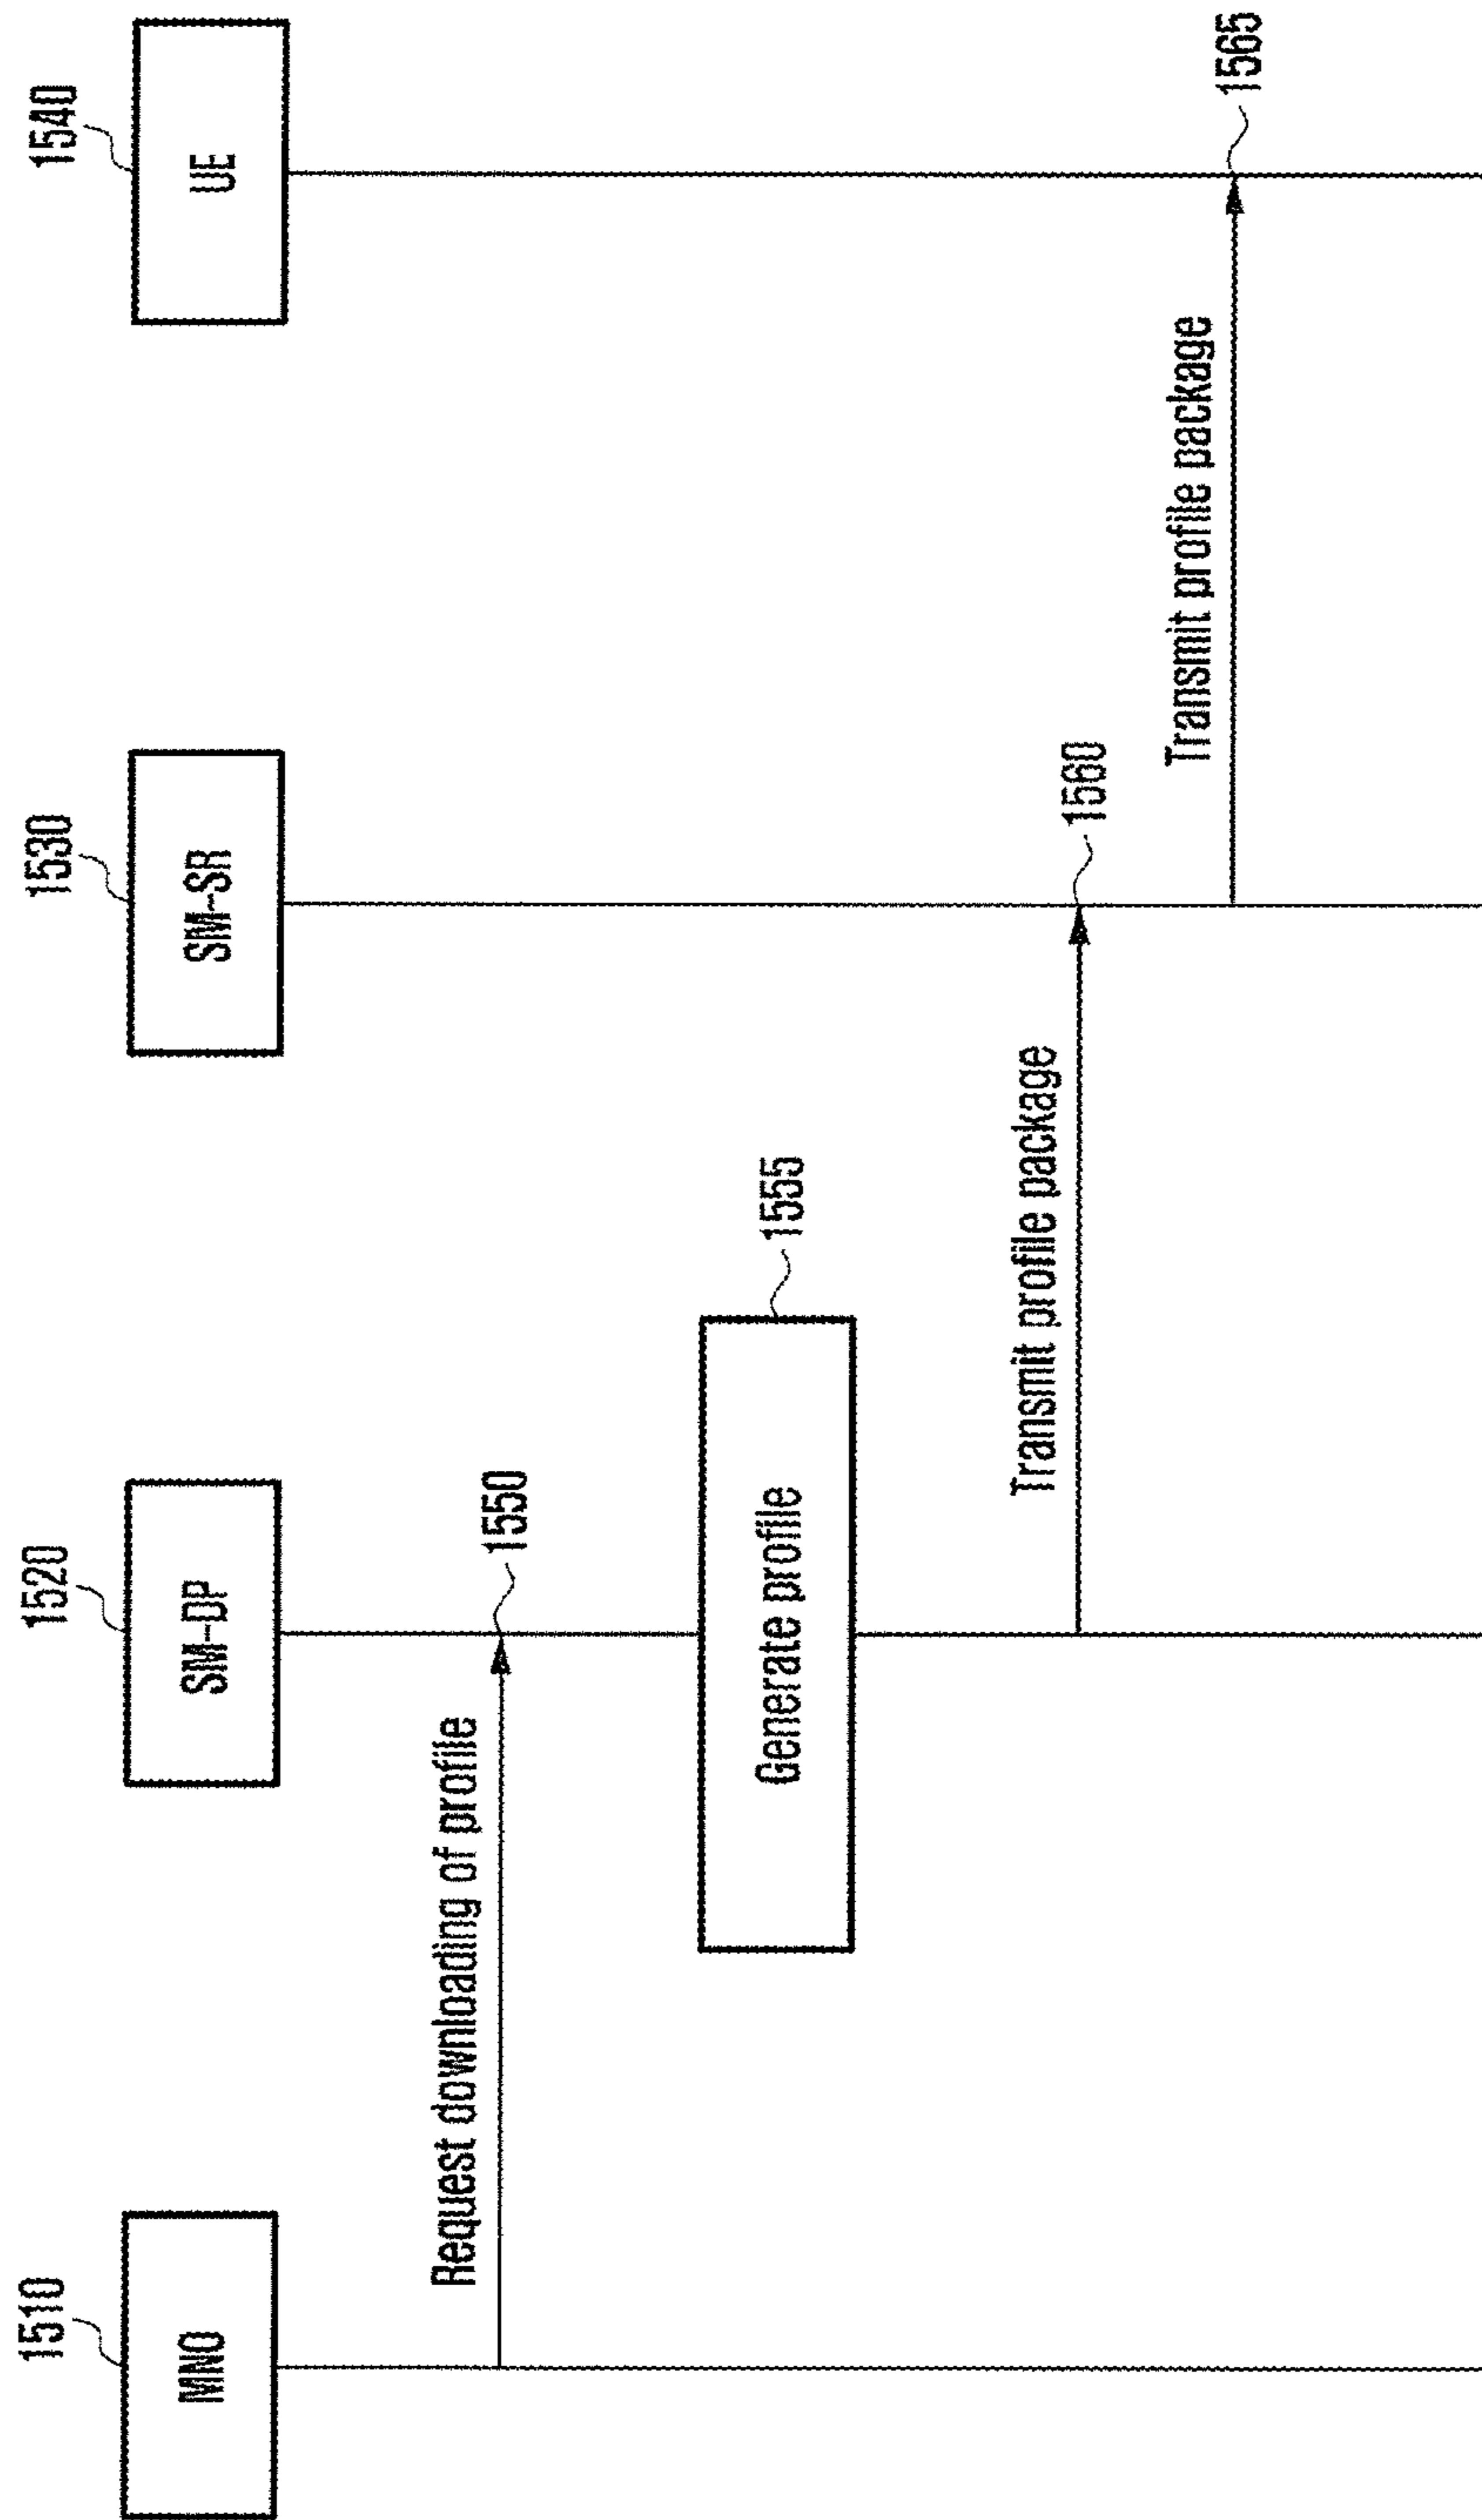 1510
1520
1530
1540
MNO
SM-DP
SM-SR
UE
Request downloading of profile
1550
Generate profile
1555
Transmit profile package
1560
Transmit profile package
1565